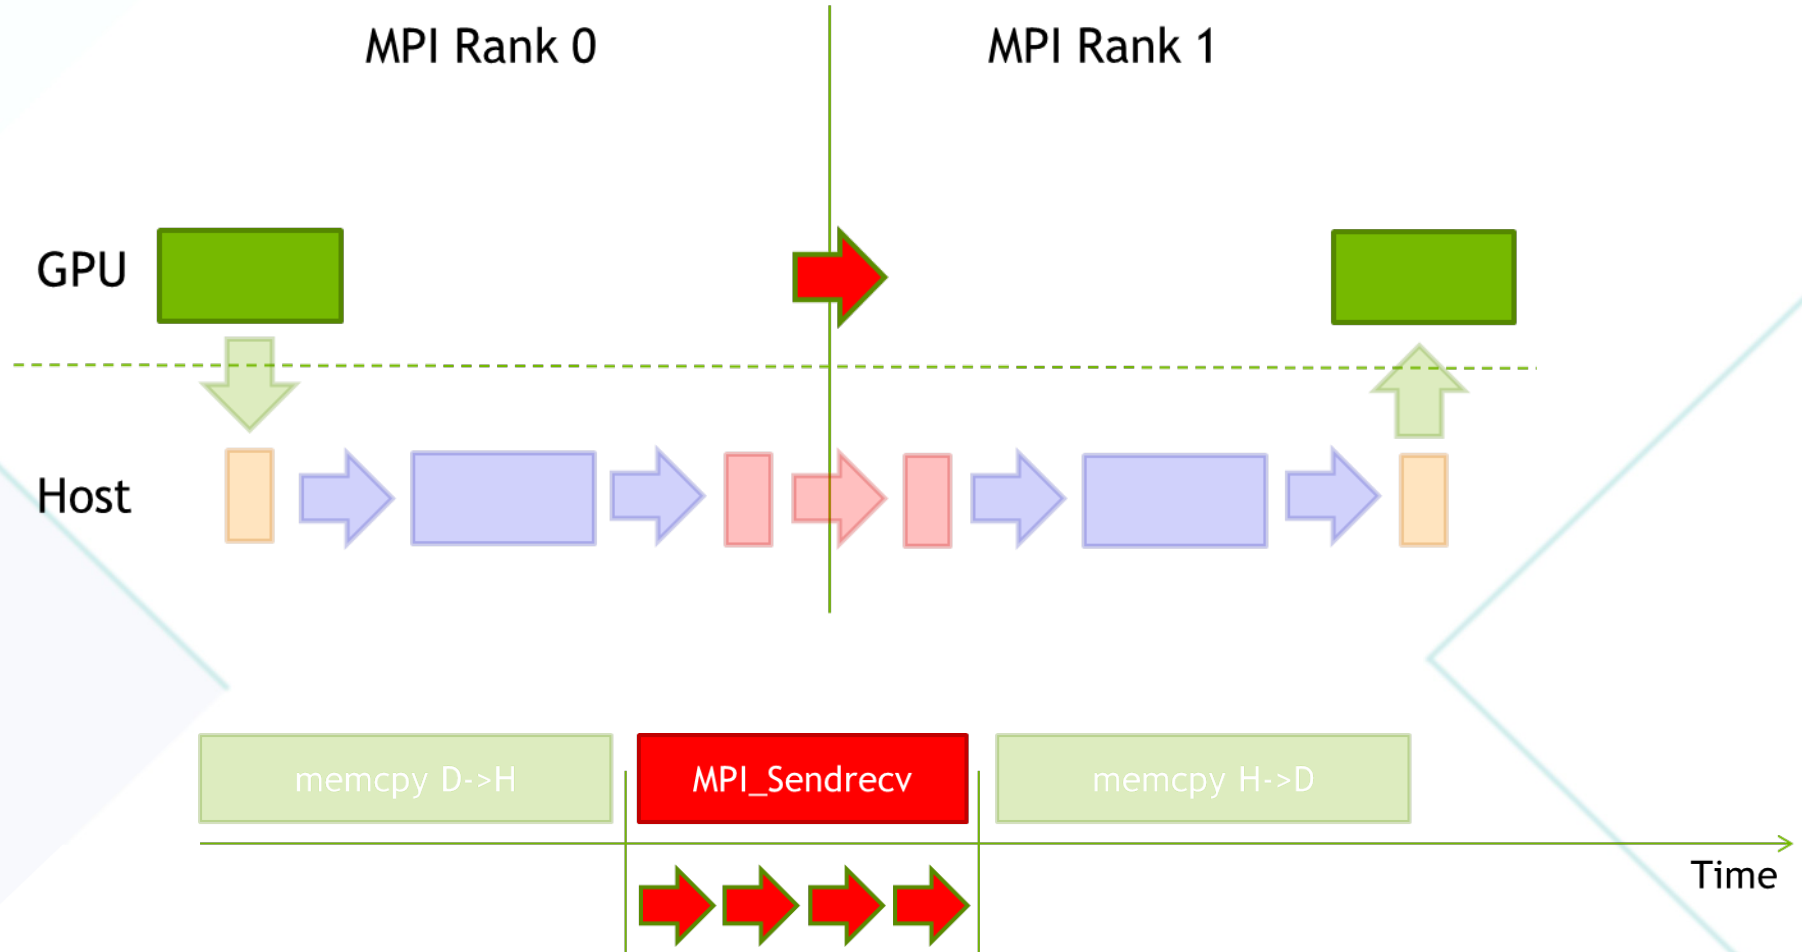 MPI Rank 0
MPI Rank 1
GPU
Host
memcpy D->H
MPI_Sendrecv
memcpy H->D
Time